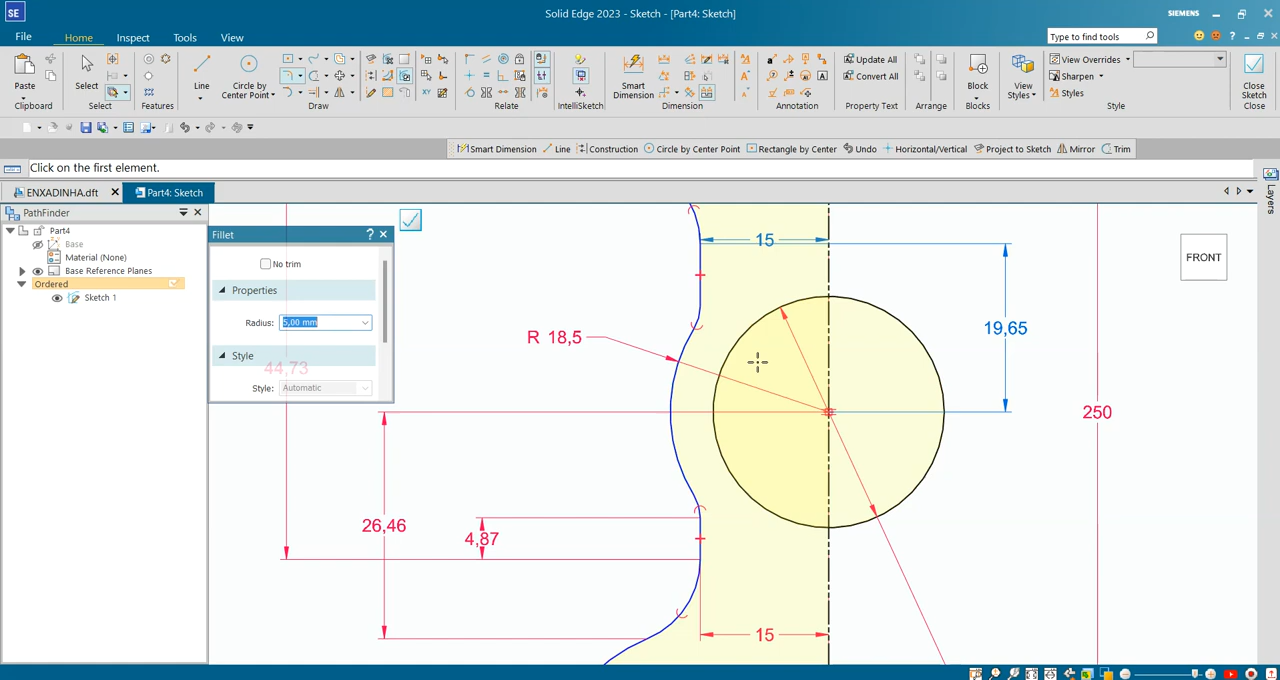 SE
Solid Edge 2023 - Sketch - [Part4: Sketch]
SIEMENS
File
Home
Inspect
Tools
View
Type to find tools
Paste
Clipboard
Select
Select
Features
Line
Circle by
Center Point
Draw
Relate
IntelliSketch
Smart
Dimension
Dimension
Annotation
Update All
Convert All
Property Text
Arrange
Block
Blocks
View
Styles
View Overrides
Sharpen
Styles
Style
Close
Sketch
Close
Smart Dimension
Line
Construction
Circle by Center Point
Rectangle by Center
Undo
Horizontal/Vertical
Project to Sketch
Mirror
Trim
Click on the first element.
ENXADINHA.dft
Part4: Sketch
Layers
PathFinder
Part4
Base
Material (None)
Base Reference Planes
Ordered
Sketch 1
Fillet
No trim
Properties
Radius: 5,00 mm
Style
44,73
Style: Automatic
15
FRONT
19,65
R 18,5
250
26,46
4,87
15